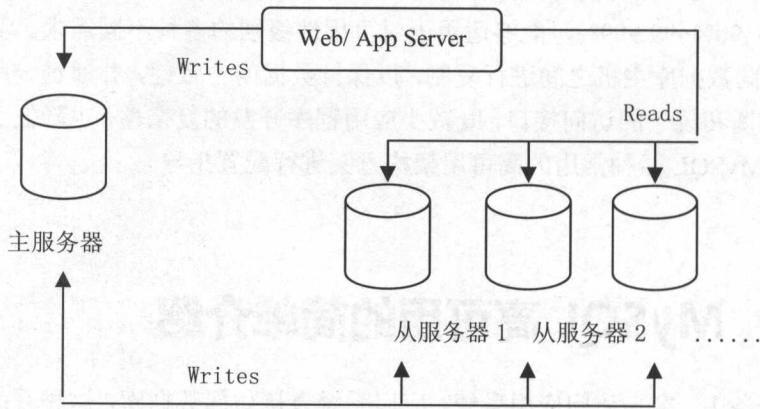 Web/ App Server
Writes
Reads
主服务器
从服务器 1
从服务器 2
......
Writes